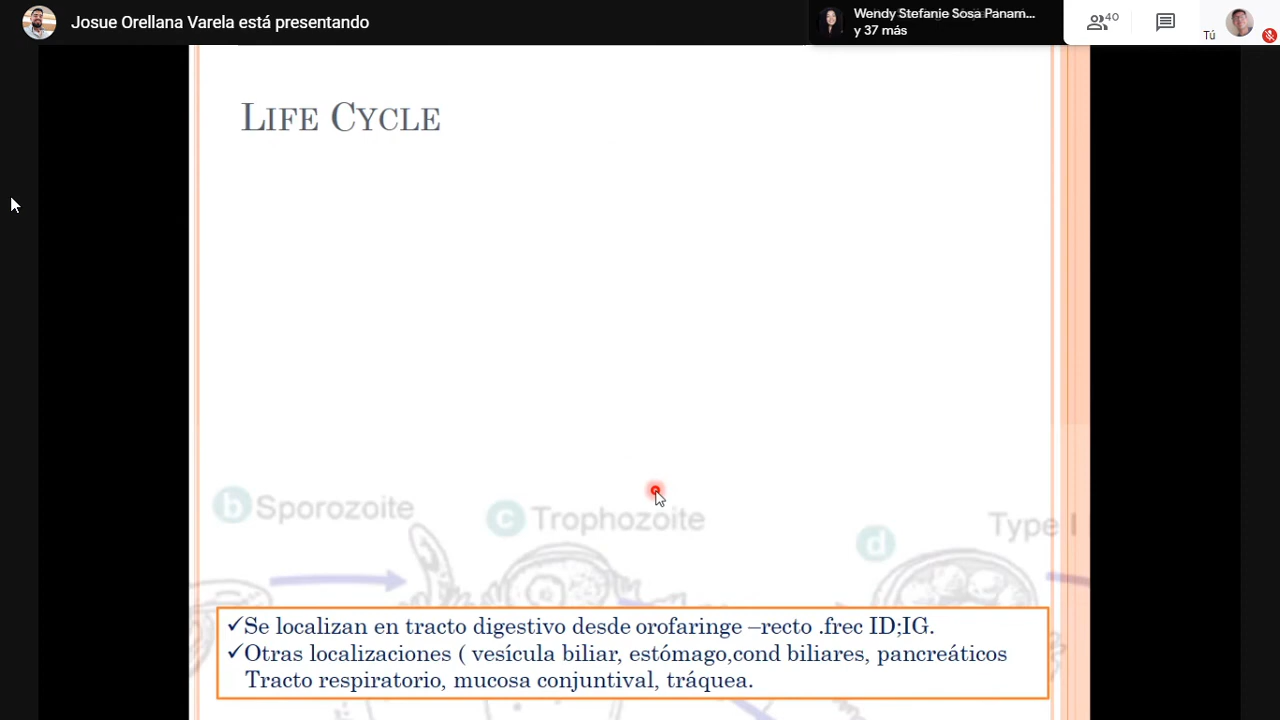 Josue Orellana Varela está presentando
Wendy Stefanie Sosa Panam...
y 37 más
40
Tú
LIFE CYCLE
b Sporozoite
c Trophozoite
d
Type I
✓Se localizan en tracto digestivo desde orofaringe –recto .frec ID;IG.
✓Otras localizaciones ( vesícula biliar, estómago,cond biliares, pancreáticos
Tracto respiratorio, mucosa conjuntival, tráquea.